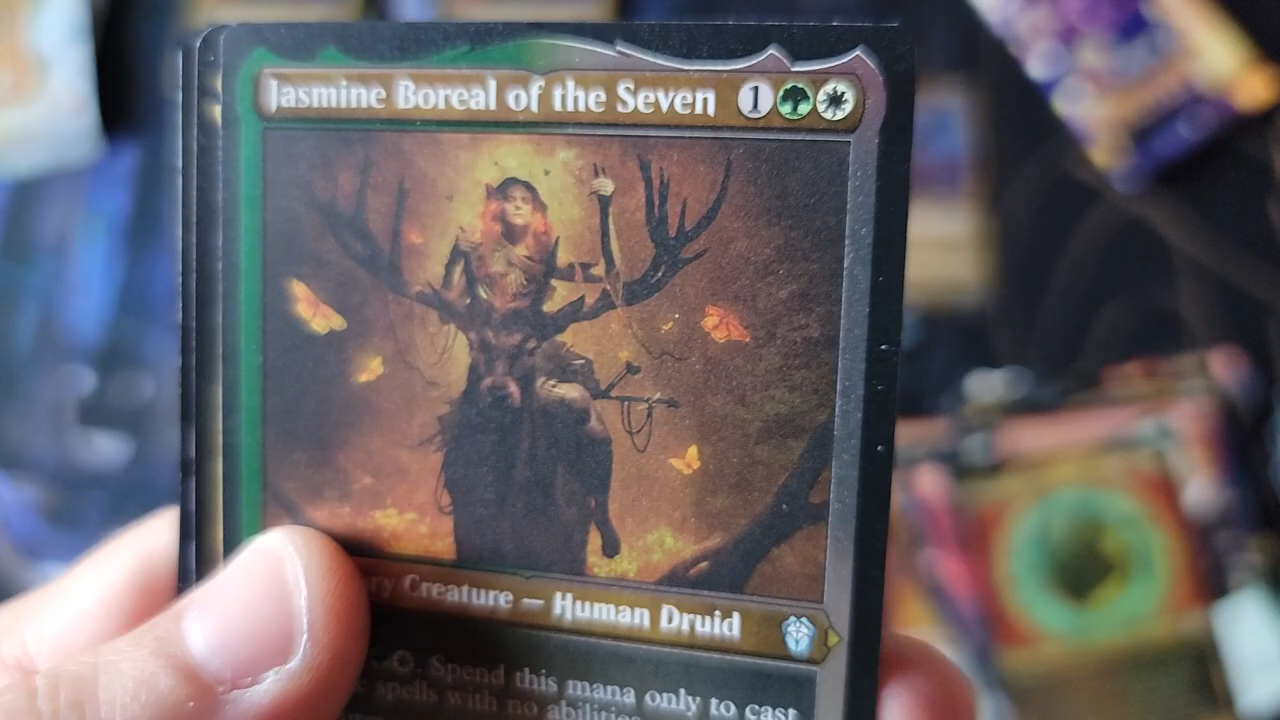 Jasmine Boreal of the Seven 1
ry Creature — Human Druid
. Spend this mana only to cast
spells with no abilities